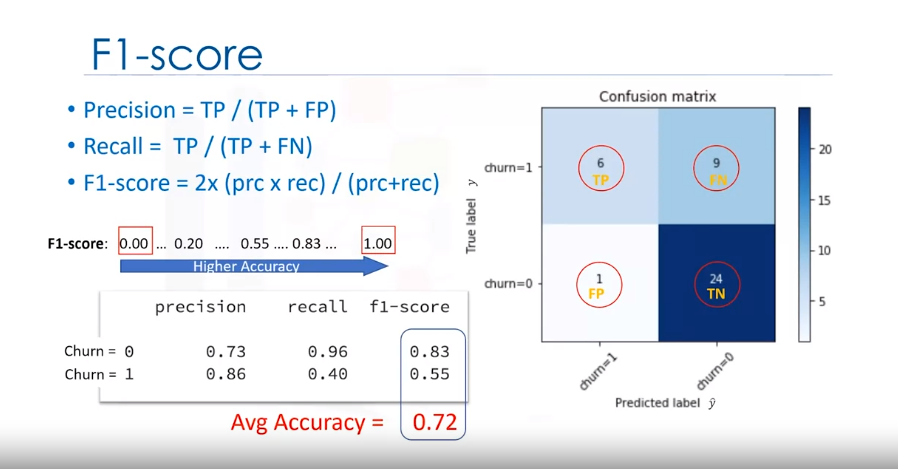 F1-score
• Precision = TP / (TP + FP)
• Recall = TP / (TP + FN)
• F1-score = 2x (prc x rec) / (prc+rec)
F1-score: 0.00 ... 0.20 .... 0.55 .... 0.83 ... 1.00
Higher Accuracy
precision recall f1-score
Churn = 0 0.73 0.96 0.83
Churn = 1 0.86 0.40 0.55
Avg Accuracy = 0.72
Confusion matrix
True label y
churn=1
churn=0
6
TP
9
FN
1
FP
24
TN
churn=1
churn=0
Predicted label ŷ
20
15
10
5